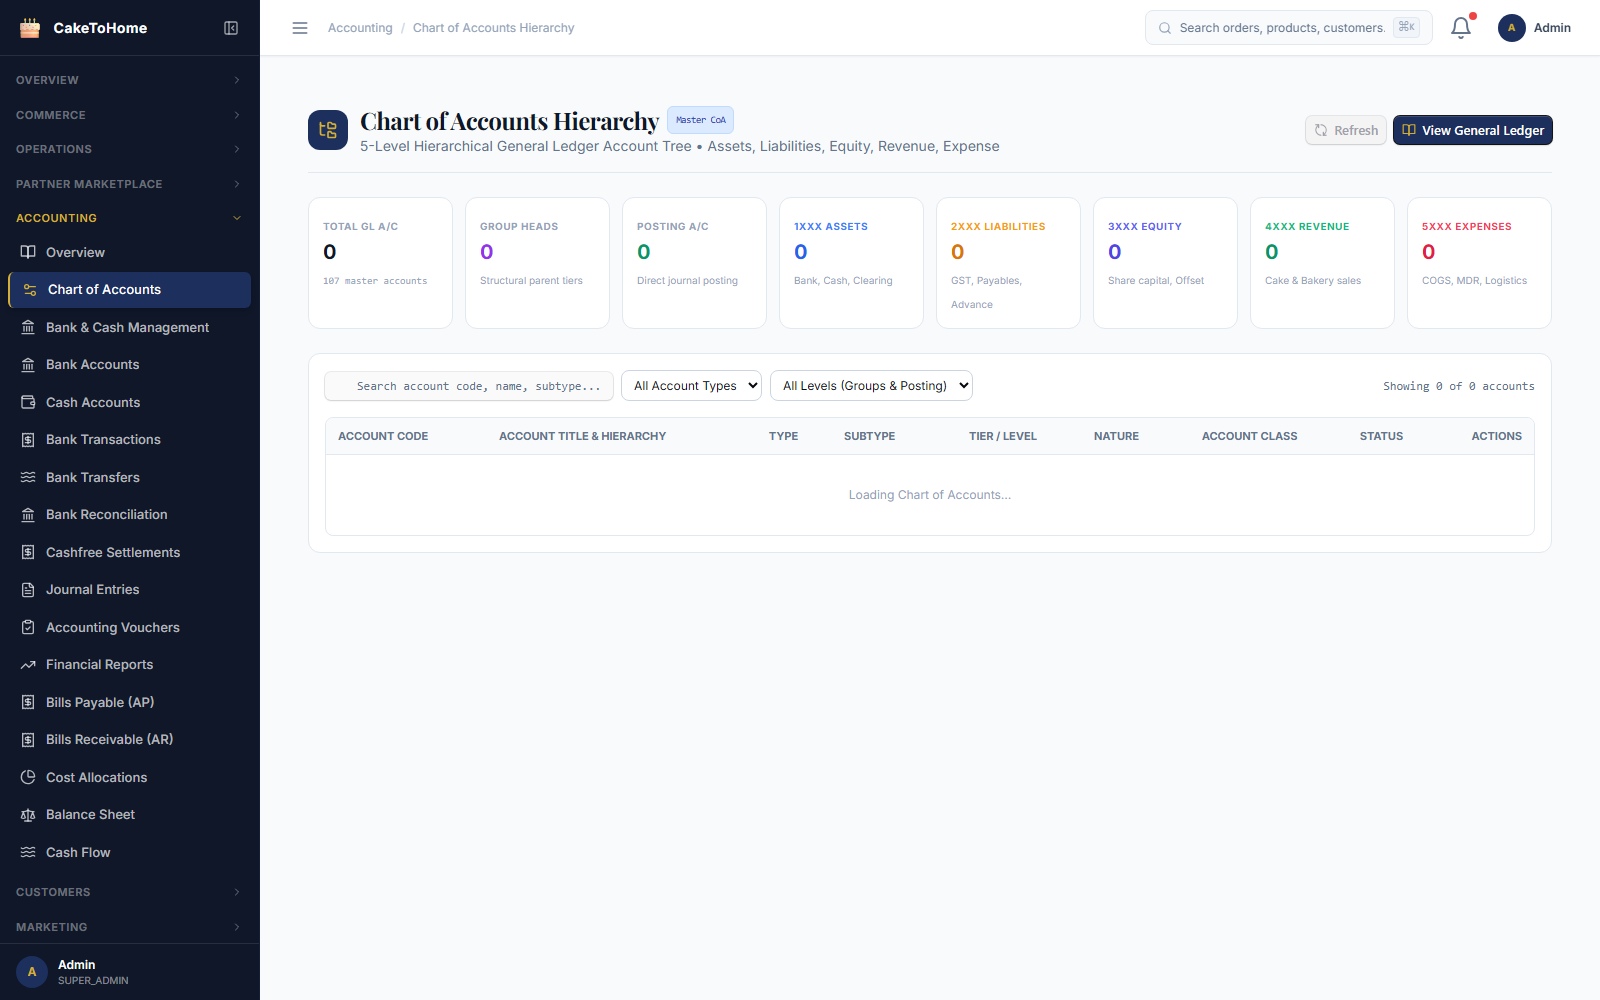 CakeToHome
Accounting / Chart of Accounts Hierarchy
Search orders, products, customers. ⌘K
A Admin
OVERVIEW
COMMERCE
OPERATIONS
PARTNER MARKETPLACE
ACCOUNTING
Overview
Chart of Accounts
Bank & Cash Management
Bank Accounts
Cash Accounts
Bank Transactions
Bank Transfers
Bank Reconciliation
Cashfree Settlements
Journal Entries
Accounting Vouchers
Financial Reports
Bills Payable (AP)
Bills Receivable (AR)
Cost Allocations
Balance Sheet
Cash Flow
CUSTOMERS
MARKETING
A Admin
SUPER_ADMIN
Chart of Accounts Hierarchy Master CoA
5-Level Hierarchical General Ledger Account Tree • Assets, Liabilities, Equity, Revenue, Expense
Refresh
View General Ledger
TOTAL GL A/C
0
107 master accounts
GROUP HEADS
0
Structural parent tiers
POSTING A/C
0
Direct journal posting
1XXX ASSETS
0
Bank, Cash, Clearing
2XXX LIABILITIES
0
GST, Payables,
Advance
3XXX EQUITY
0
Share capital, Offset
4XXX REVENUE
0
Cake & Bakery sales
5XXX EXPENSES
0
COGS, MDR, Logistics
Search account code, name, subtype...
All Account Types
All Levels (Groups & Posting)
Showing 0 of 0 accounts
ACCOUNT CODE ACCOUNT TITLE & HIERARCHY TYPE SUBTYPE TIER / LEVEL NATURE ACCOUNT CLASS STATUS ACTIONS
Loading Chart of Accounts...